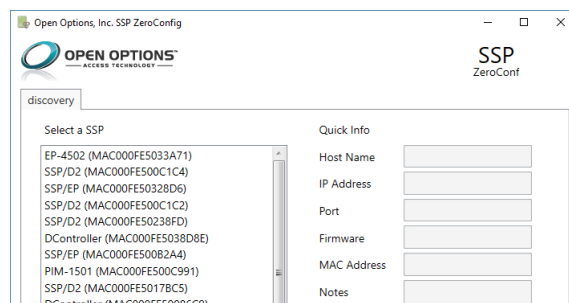 Open Options, Inc. SSP ZeroConfig
OPEN OPTIONS™
ACCESS TECHNOLOGY
SSP
ZeroConf
discovery
Select a SSP
EP-4502 (MAC000FE5033A71)
SSP/D2 (MAC000FE500C1C4)
SSP/EP (MAC000FE50328D6)
SSP/D2 (MAC000FE500C1C2)
SSP/D2 (MAC000FE50238FD)
DController (MAC000FE5038D8E)
SSP/EP (MAC000FE500B2A4)
PIM-1501 (MAC000FE500C991)
SSP/D2 (MAC000FE5017BC5)
Quick Info
Host Name
IP Address
Port
Firmware
MAC Address
Notes